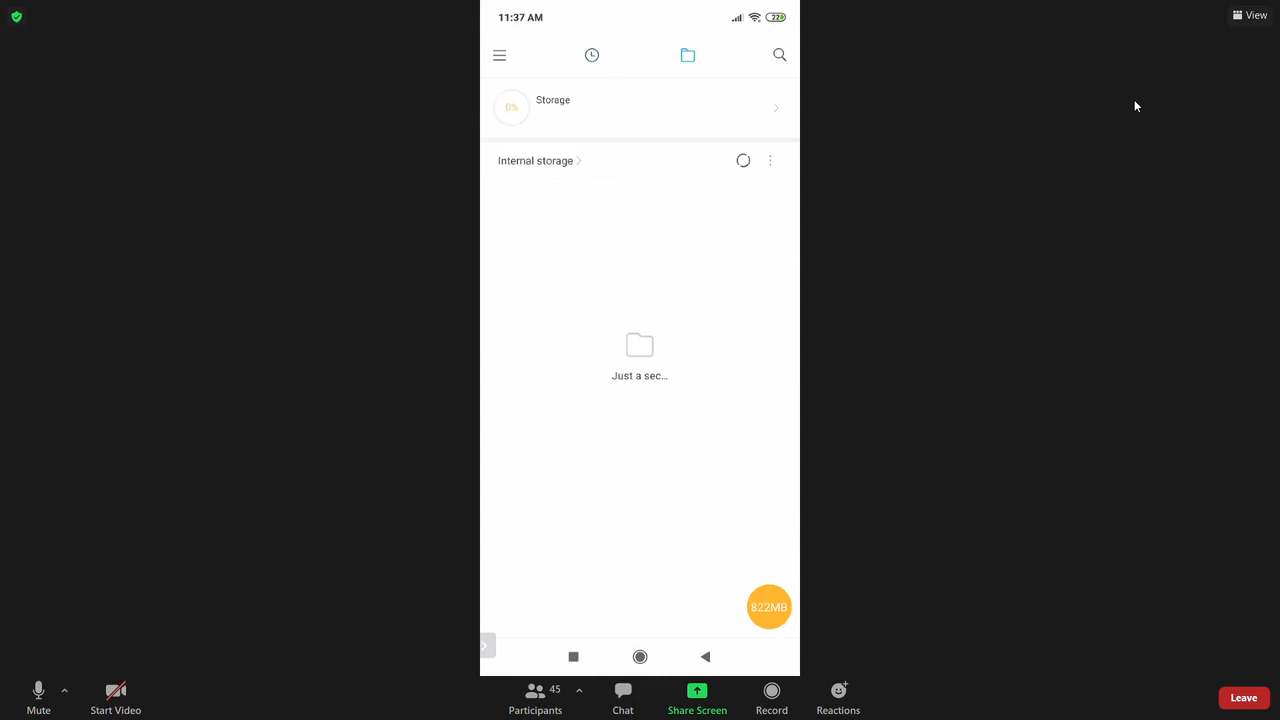 11:37 AM
22
View
0%
Storage
Internal storage
Just a sec...
822MB
Mute
Start Video
45
Participants
Chat
Share Screen
Record
Reactions
Leave